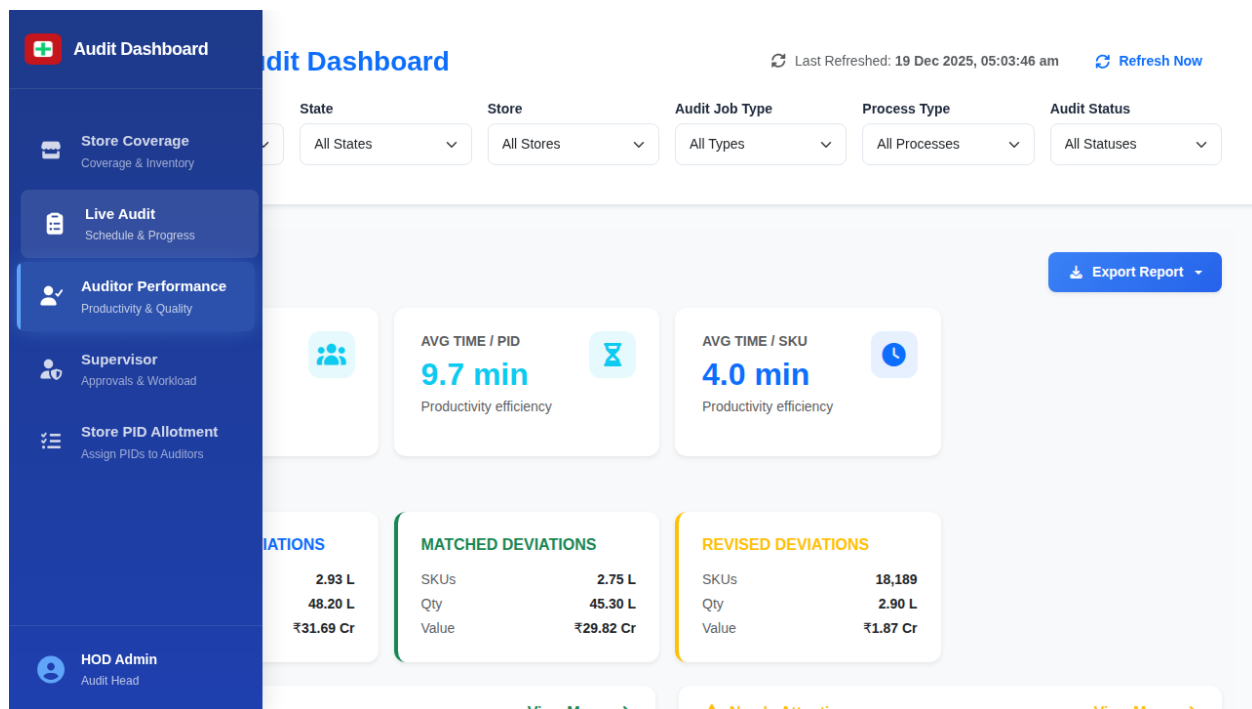 Audit Dashboard
Store Coverage
Coverage & Inventory
Live Audit
Schedule & Progress
Auditor Performance
Productivity & Quality
Supervisor
Approvals & Workload
Store PID Allotment
Assign PIDs to Auditors
HOD Admin
Audit Head
Dashboard
Last Refreshed: 19 Dec 2025, 05:03:46 am
Refresh Now
State
Store
Audit Job Type
Process Type
Audit Status
All States
All Stores
All Types
All Processes
All Statuses
Export Report
AVG TIME / PID
9.7 min
Productivity efficiency
AVG TIME / SKU
4.0 min
Productivity efficiency
2.93 L
48.20 L
₹31.69 Cr
MATCHED DEVIATIONS
SKUs 2.75 L
Qty 45.30 L
Value ₹29.82 Cr
REVISED DEVIATIONS
SKUs 18,189
Qty 2.90 L
Value ₹1.87 Cr